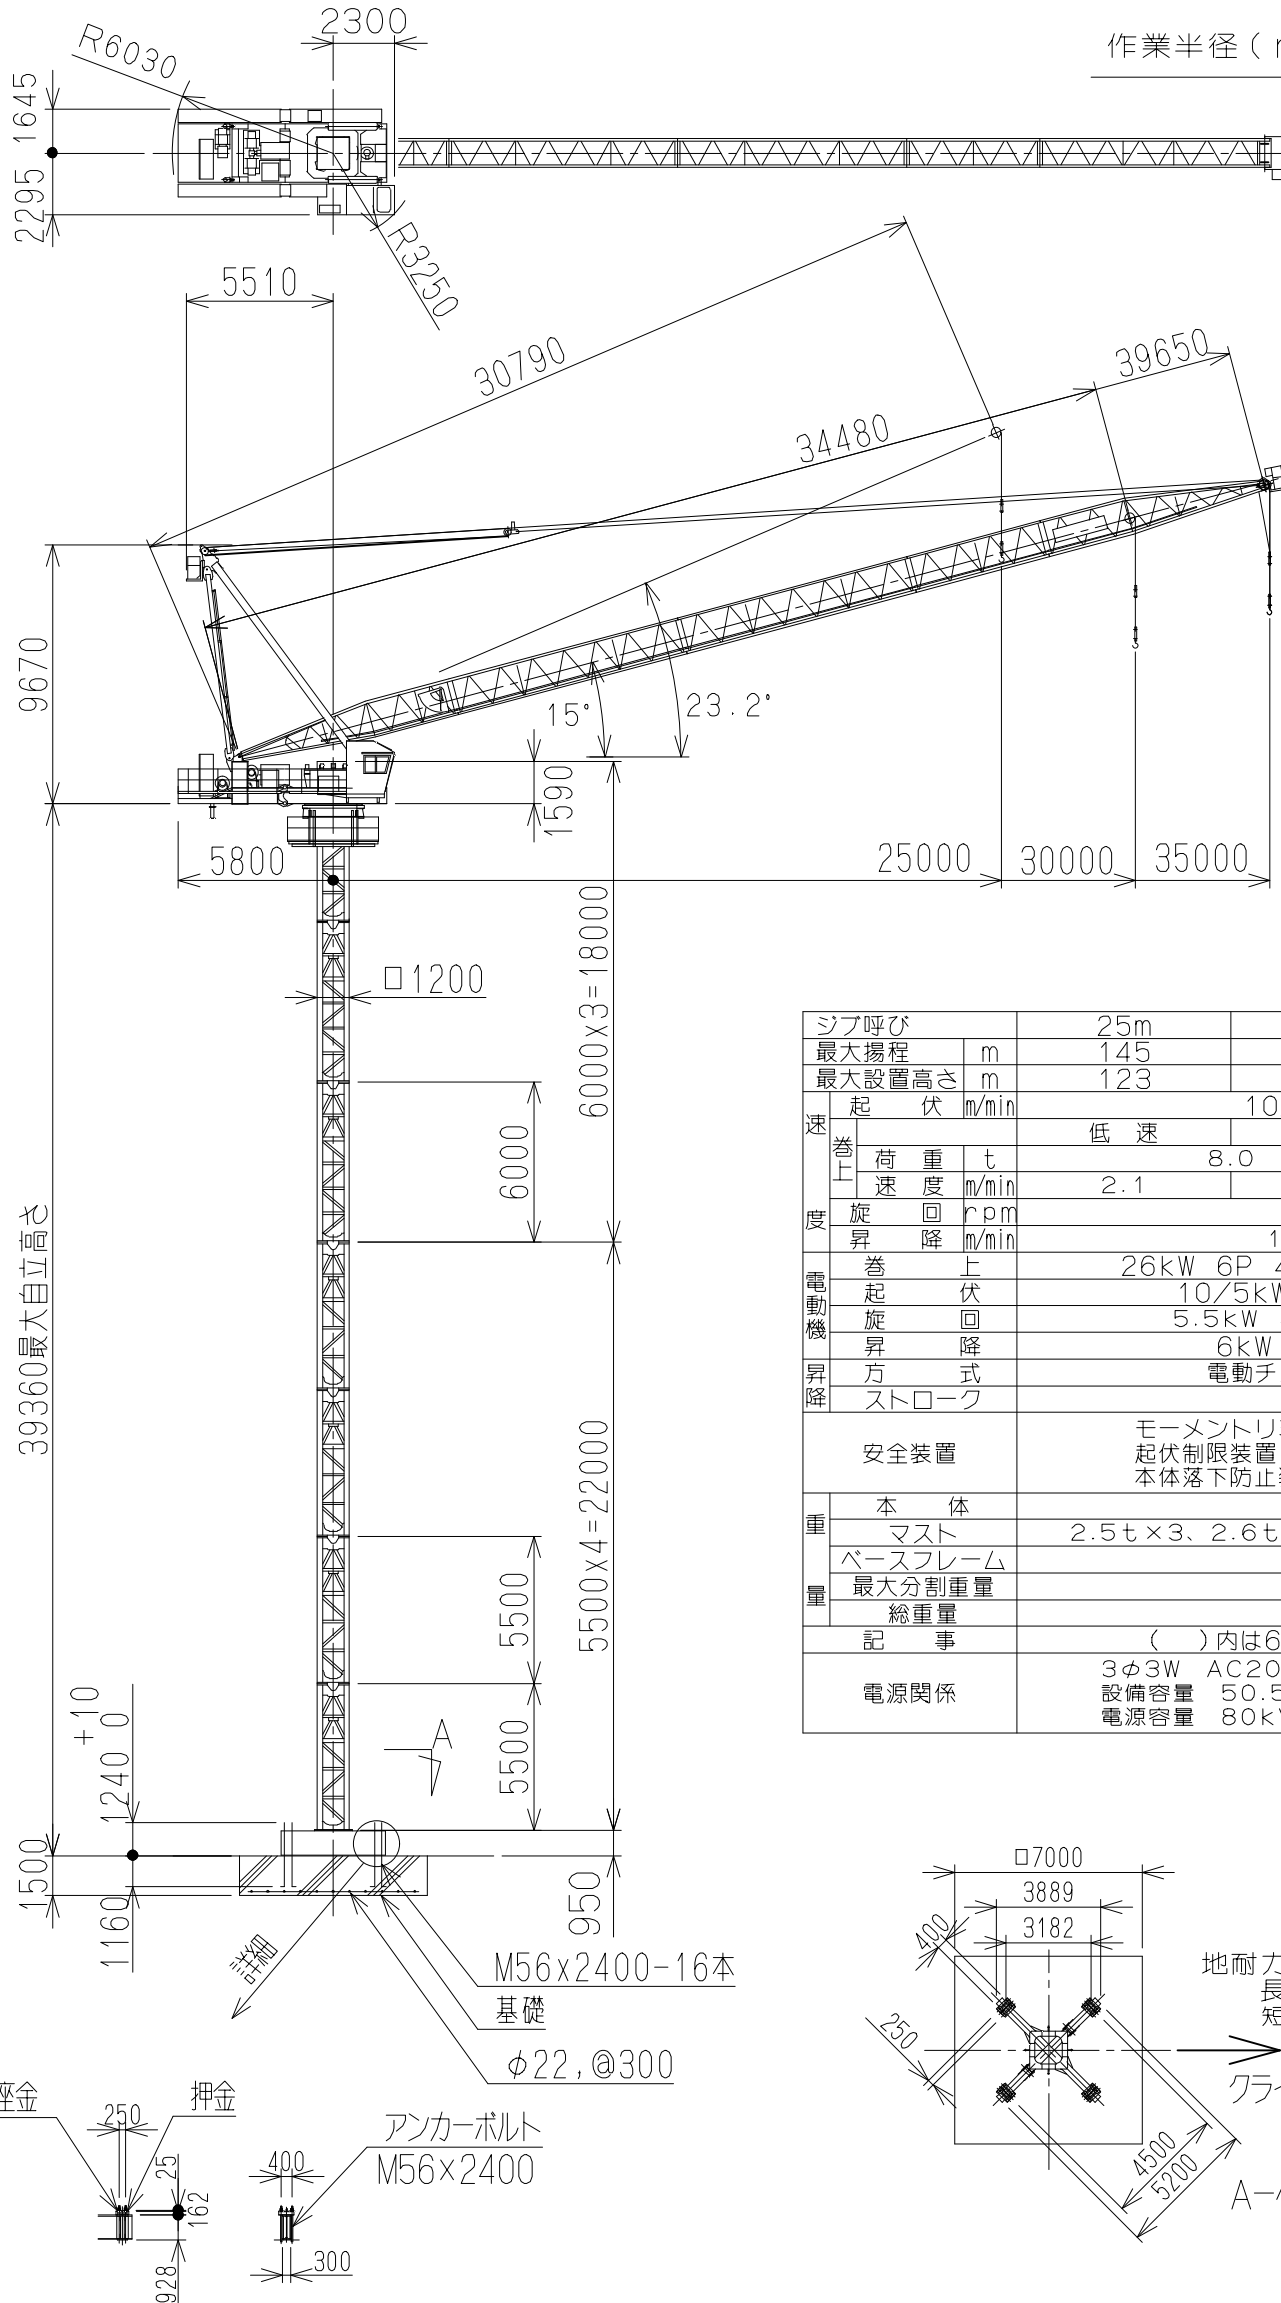 2300
作業半径(
R6030
1645
2295
R3250
5510
30790
39650
34480
9670
15°
23.2°
1590
5800
25000
30000
35000
□1200
6000x3=18000
6000
39360最大自立高さ
5500x4=22000
5500
5500
+10
1240 0
A
1500
1160
950
詳細
M56x2400-16本
基礎
φ22,@300
ジブ呼び 25m
最大揚程 m 145
最大設置高さ m 123
速度 起伏 m/min 10
巻上 低速
荷重 t 8.0
速度 m/min 2.1
旋回 rpm
昇降 m/min 1
電動機 巻上 26kW 6P 4
起伏 10/5kW
旋回 5.5kW
昇降 6kW
昇降 方式 電動チ
ストローク
安全装置 モーメントリ
起伏制限装置
本体落下防止
重量 本体
マスト 2.5t×3、2.6t
ベースフレーム
最大分割重量
総重量
記事 ( )内は6
電源関係 3φ3W AC20
設備容量 50.5
電源容量 80k
□7000
3889
3182
400
250
4500
5200
地耐力
長
短
クラ
A-
座金
250
押金
25
162
928
アンカーボルト
M56×2400
400
300